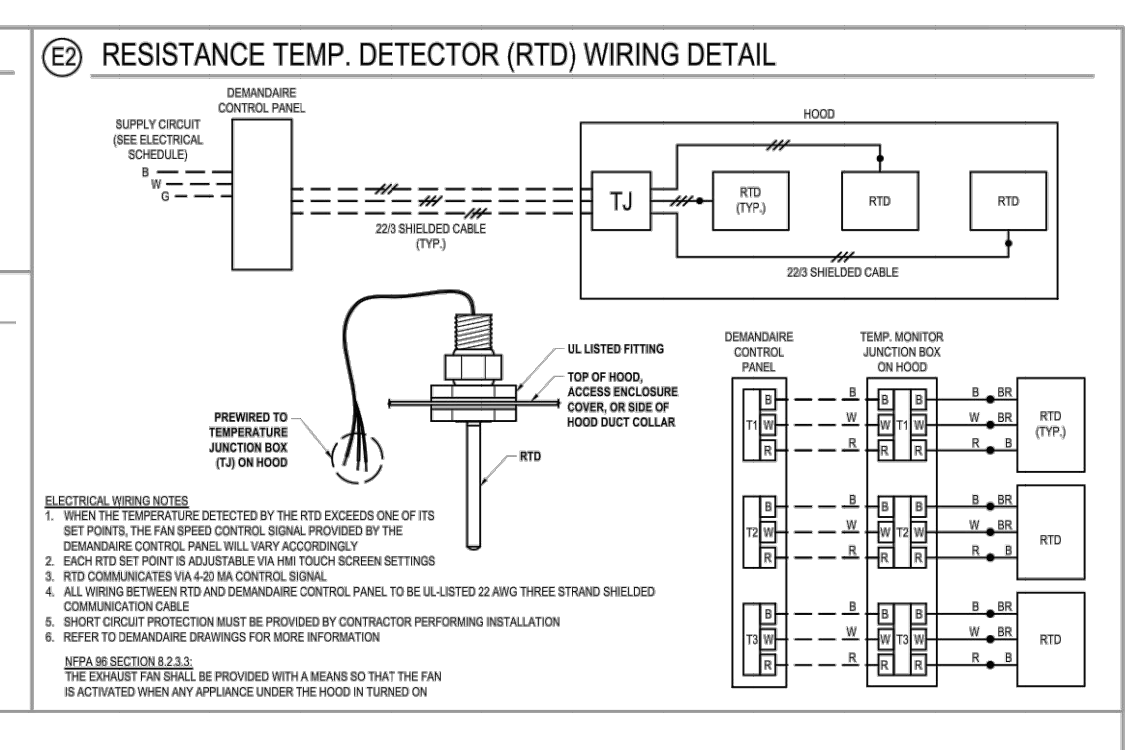 E2 RESISTANCE TEMP. DETECTOR (RTD) WIRING DETAIL
DEMANDAIRE
CONTROL PANEL
SUPPLY CIRCUIT
(SEE ELECTRICAL
SCHEDULE)
B
W
G
22/3 SHIELDED CABLE
(TYP.)
HOOD
TJ
RTD
(TYP.)
RTD
RTD
22/3 SHIELDED CABLE
UL LISTED FITTING
TOP OF HOOD,
ACCESS ENCLOSURE
COVER, OR SIDE OF
HOOD DUCT COLLAR
PREWIRED TO
TEMPERATURE
JUNCTION BOX
(TJ) ON HOOD
RTD
DEMANDAIRE
CONTROL
PANEL
TEMP. MONITOR
JUNCTION BOX
ON HOOD
B B B B B BR
T1 W W W T1 W W BR
R R R R R B
RTD
(TYP.)
B B B B B BR
T2 W W W T2 W W BR
R R R R R B
RTD
B B B B B BR
T3 W W W T3 W W BR
R R R R R B
RTD
ELECTRICAL WIRING NOTES
1. WHEN THE TEMPERATURE DETECTED BY THE RTD EXCEEDS ONE OF ITS
SET POINTS, THE FAN SPEED CONTROL SIGNAL PROVIDED BY THE
DEMANDAIRE CONTROL PANEL WILL VARY ACCORDINGLY
2. EACH RTD SET POINT IS ADJUSTABLE VIA HMI TOUCH SCREEN SETTINGS
3. RTD COMMUNICATES VIA 4-20 MA CONTROL SIGNAL
4. ALL WIRING BETWEEN RTD AND DEMANDAIRE CONTROL PANEL TO BE UL-LISTED 22 AWG THREE STRAND SHIELDED
COMMUNICATION CABLE
5. SHORT CIRCUIT PROTECTION MUST BE PROVIDED BY CONTRACTOR PERFORMING INSTALLATION
6. REFER TO DEMANDAIRE DRAWINGS FOR MORE INFORMATION
NFPA 96 SECTION 8.2.3.3:
THE EXHAUST FAN SHALL BE PROVIDED WITH A MEANS SO THAT THE FAN
IS ACTIVATED WHEN ANY APPLIANCE UNDER THE HOOD IN TURNED ON